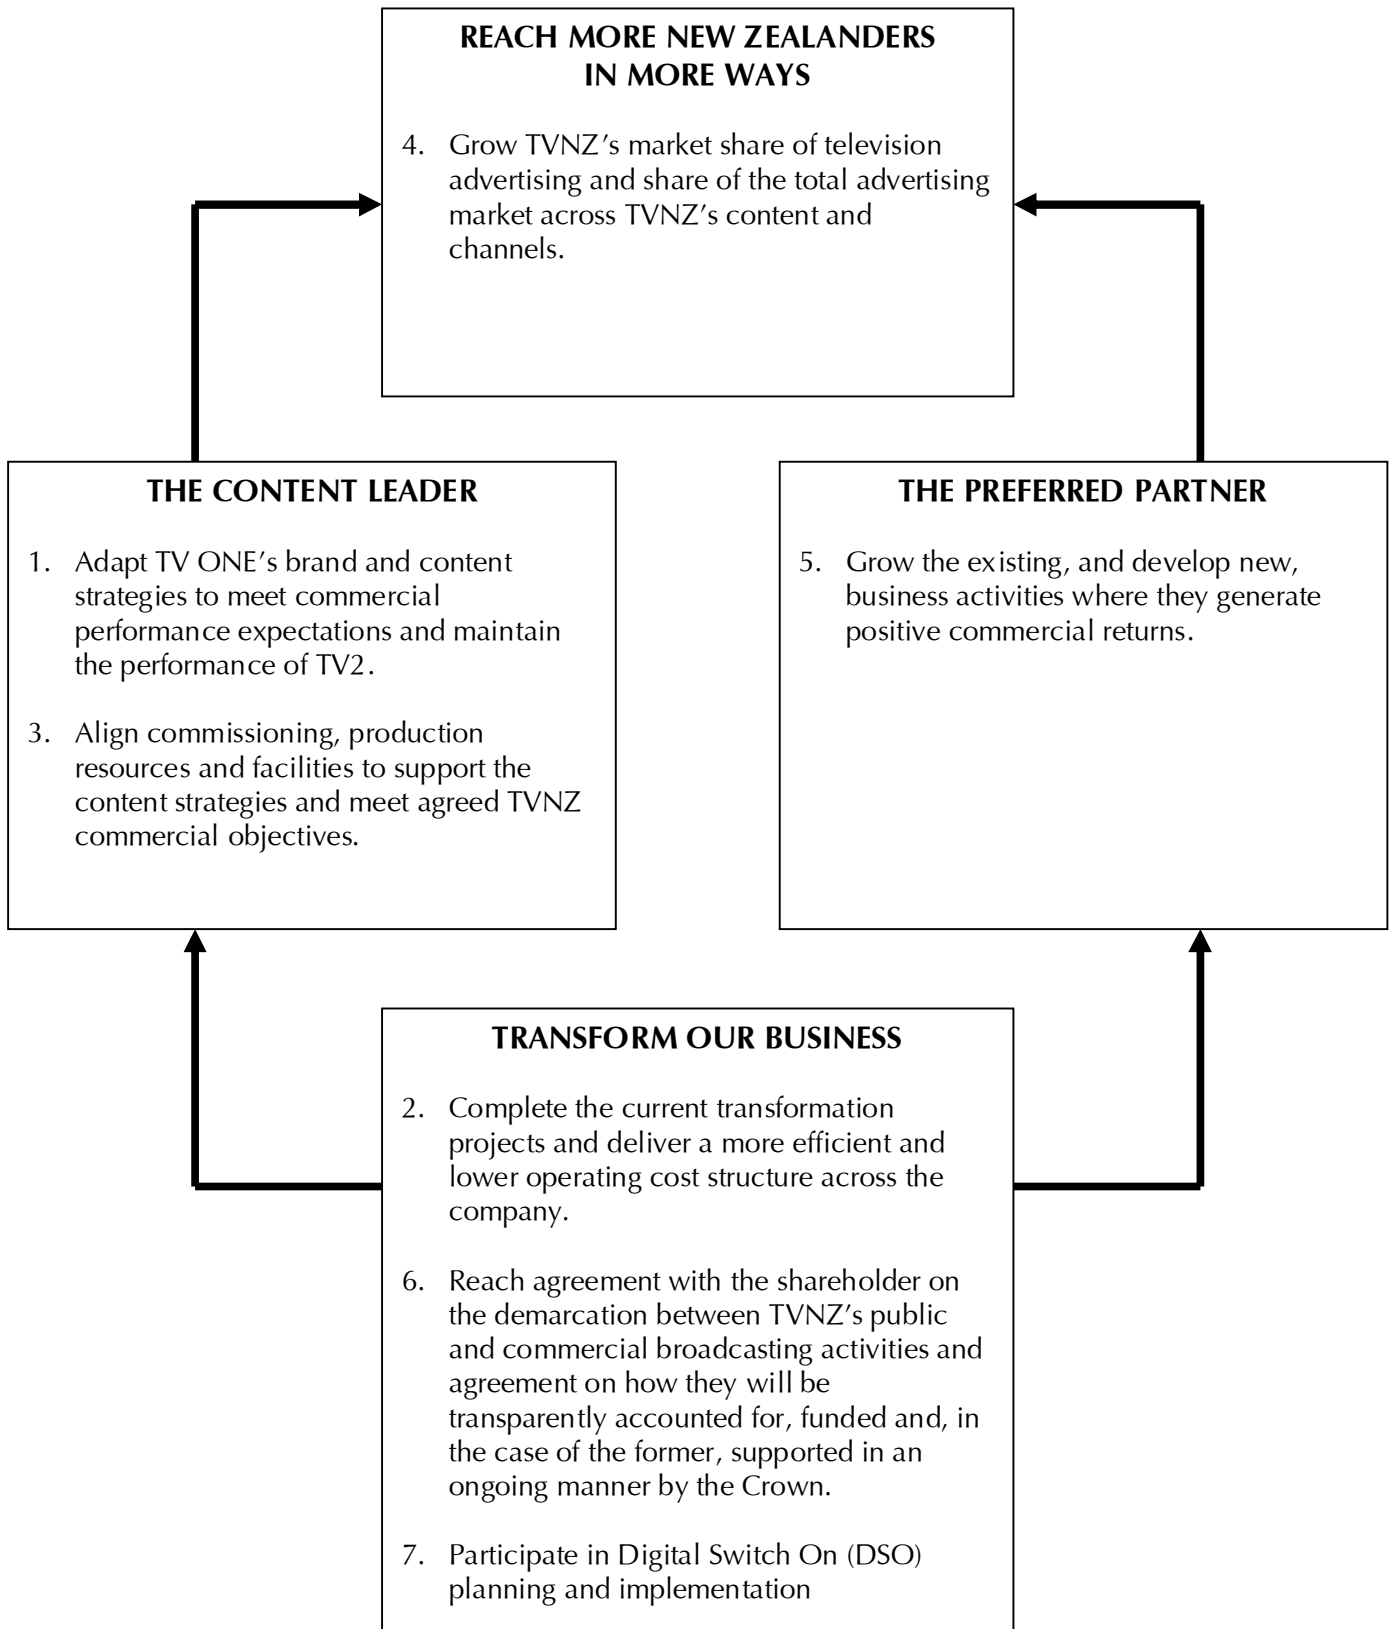 REACH MORE NEW ZEALANDERS
IN MORE WAYS
4. Grow TVNZ's market share of television
advertising and share of the total advertising
market across TVNZ's content and
channels.
THE CONTENT LEADER
1. Adapt TV ONE's brand and content
strategies to meet commercial
performance expectations and maintain
the performance of TV2.
3. Align commissioning, production
resources and facilities to support the
content strategies and meet agreed TVNZ
commercial objectives.
THE PREFERRED PARTNER
5. Grow the existing, and develop new,
business activities where they generate
positive commercial returns.
TRANSFORM OUR BUSINESS
2. Complete the current transformation
projects and deliver a more efficient and
lower operating cost structure across the
company.
6. Reach agreement with the shareholder on
the demarcation between TVNZ's public
and commercial broadcasting activities and
agreement on how they will be
transparently accounted for, funded and, in
the case of the former, supported in an
ongoing manner by the Crown.
7. Participate in Digital Switch On (DSO)
planning and implementation